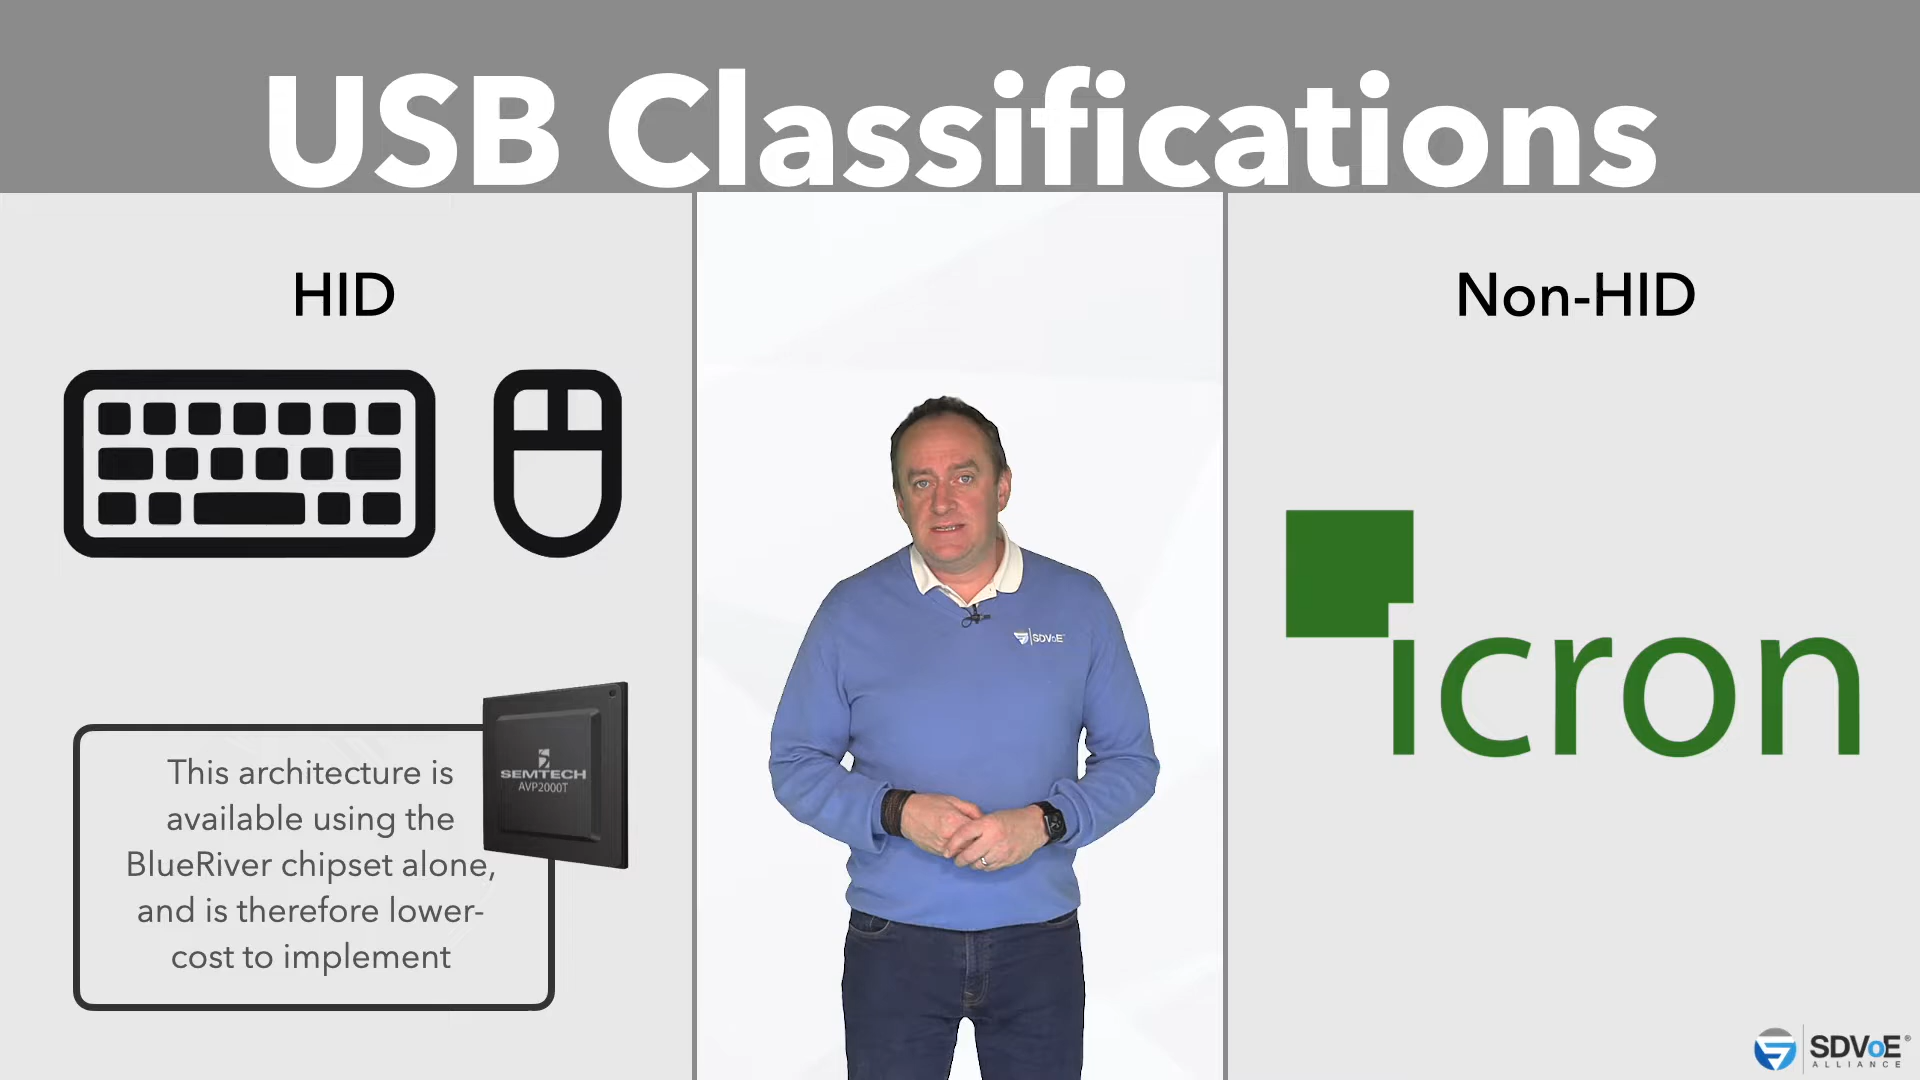 USB Classifications
HID
Non-HID
SDVoE
icron
SEMTECH
AVP2000T
This architecture is
available using the
BlueRiver chipset alone,
and is therefore lower-
cost to implement
SDVoE®
ALLIANCE